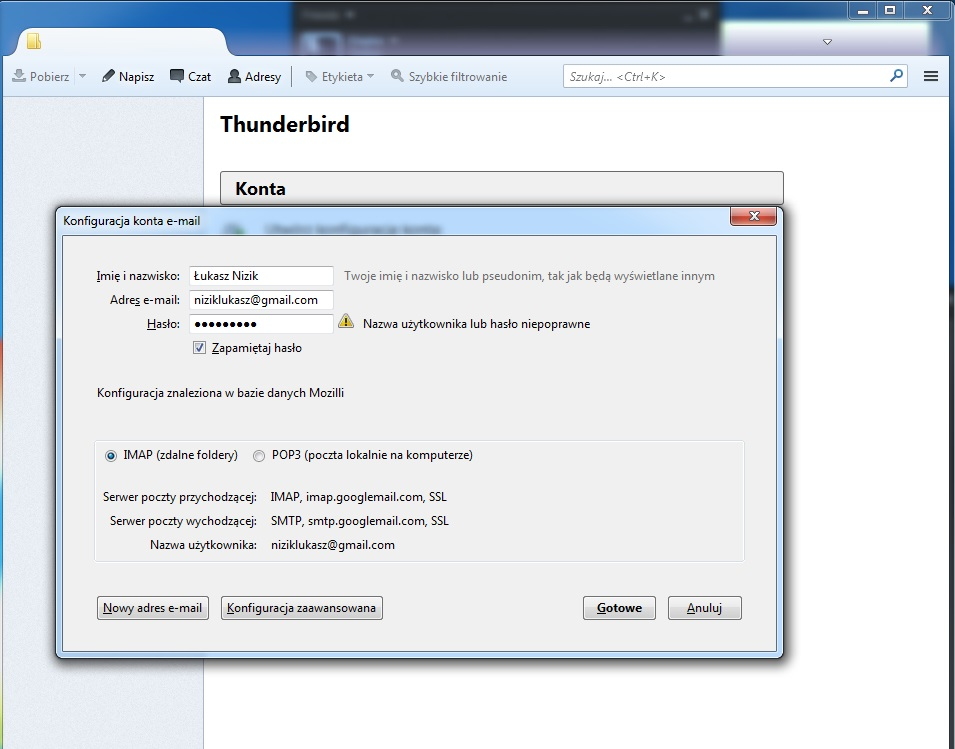 Pobierz Napisz Czat Adresy Etykieta Szybkie filtrowanie Szukaj... <Ctrl+K>
Thunderbird
Konta
Konfiguracja konta e-mail
Imię i nazwisko: Łukasz Nizik Twoje imię i nazwisko lub pseudonim, tak jak będą wyświetlane innym
Adres e-mail: niziklukasz@gmail.com
Hasło: ●●●●●●●●● Nazwa użytkownika lub hasło niepoprawne
Zapamiętaj hasło
Konfiguracja znaleziona w bazie danych Mozilli
IMAP (zdalne foldery) POP3 (poczta lokalnie na komputerze)
Serwer poczty przychodzącej: IMAP, imap.googlemail.com, SSL
Serwer poczty wychodzącej: SMTP, smtp.googlemail.com, SSL
Nazwa użytkownika: niziklukasz@gmail.com
Nowy adres e-mail Konfiguracja zaawansowana Gotowe Anuluj